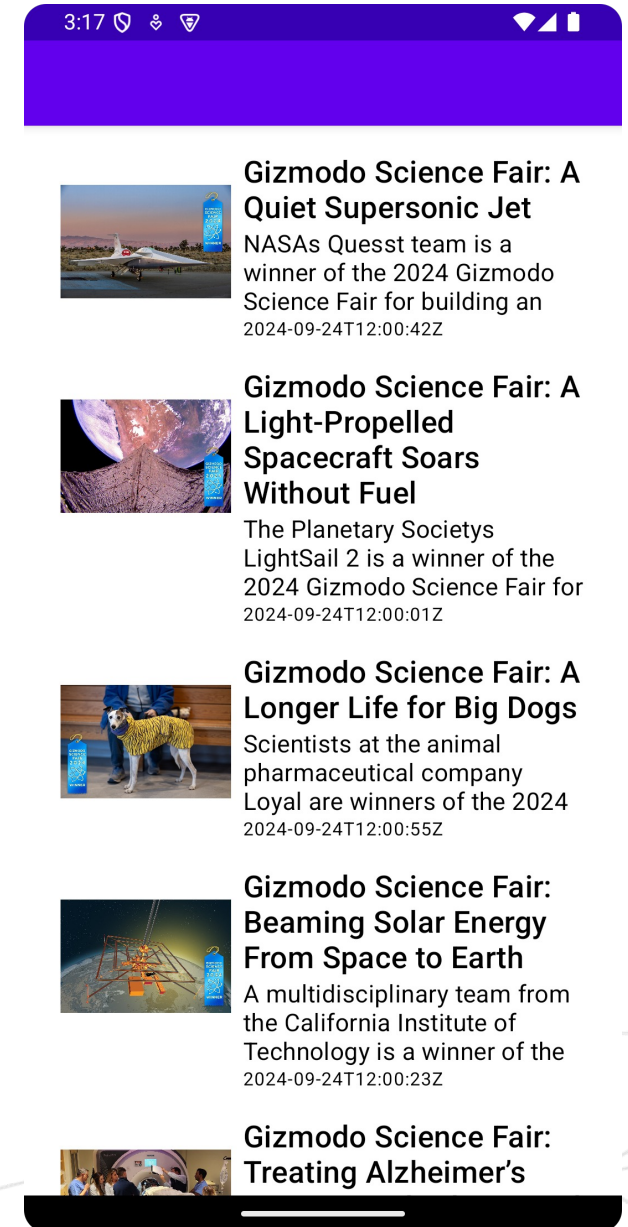 3:17
Gizmodo Science Fair: A
Quiet Supersonic Jet
NASAs Quesst team is a
winner of the 2024 Gizmodo
Science Fair for building an
2024-09-24T12:00:42Z
Gizmodo Science Fair: A
Light-Propelled
Spacecraft Soars
Without Fuel
The Planetary Societys
LightSail 2 is a winner of the
2024 Gizmodo Science Fair for
2024-09-24T12:00:01Z
Gizmodo Science Fair: A
Longer Life for Big Dogs
Scientists at the animal
pharmaceutical company
Loyal are winners of the 2024
2024-09-24T12:00:55Z
Gizmodo Science Fair:
Beaming Solar Energy
From Space to Earth
A multidisciplinary team from
the California Institute of
Technology is a winner of the
2024-09-24T12:00:23Z
Gizmodo Science Fair:
Treating Alzheimer’s